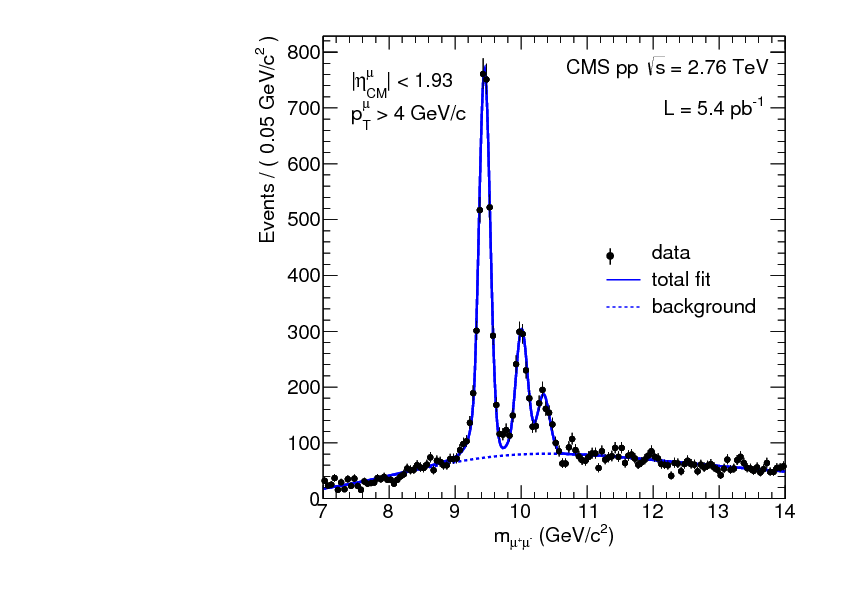 Events / ( 0.05 GeV/c² )
800
700
600
500
400
300
200
100
0
|η^μ_CM| < 1.93
p^μ_T > 4 GeV/c
CMS pp √s = 2.76 TeV
L = 5.4 pb⁻¹
data
total fit
background
7 8 9 10 11 12 13 14
m_μ⁺μ⁻ (GeV/c²)